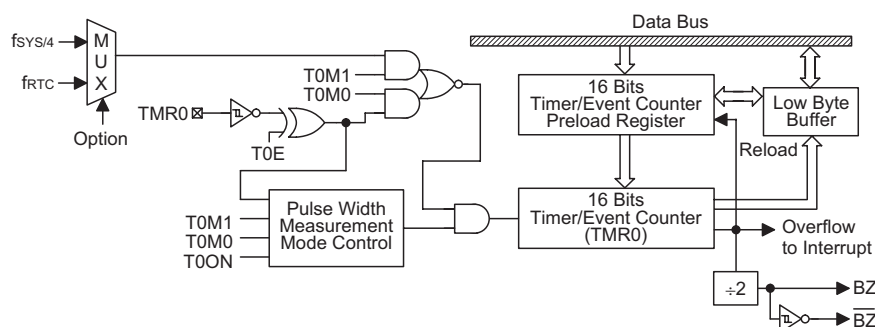 Data Bus
fSYS/4
fRTC
M
U
X
Option
T0M1
T0M0
TMR0
T0E
16 Bits
Timer/Event Counter
Preload Register
Low Byte
Buffer
Reload
T0M1
T0M0
T0ON
Pulse Width
Measurement
Mode Control
16 Bits
Timer/Event Counter
(TMR0)
Overflow
to Interrupt
÷2
BZ
B̅Z̅